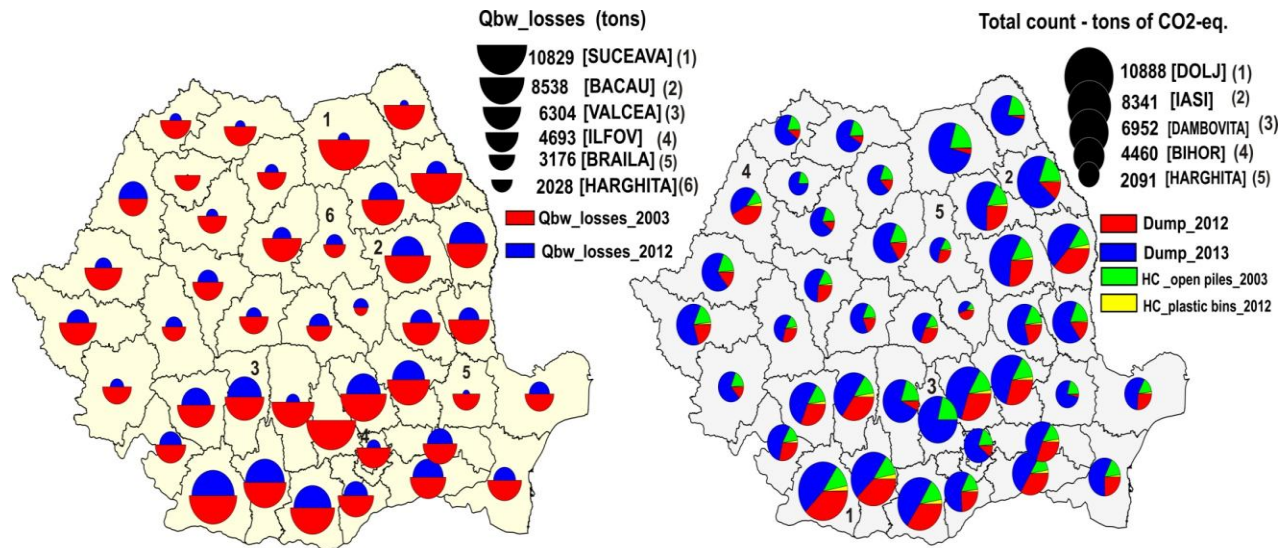 Qbw_losses (tons)
10829 [SUCEAVA] (1)
8538 [BACAU] (2)
6304 [VALCEA] (3)
4693 [ILFOV] (4)
3176 [BRAILA] (5)
2028 [HARGHITA] (6)
Qbw_losses_2003
Qbw_losses_2012
1
6
2
3
5
4
Total count - tons of CO2-eq.
10888 [DOLJ] (1)
8341 [IASI] (2)
6952 [DAMBOVITA] (3)
4460 [BIHOR] (4)
2091 [HARGHITA] (5)
Dump_2012
Dump_2013
HC _open piles_2003
HC_plastic bins_2012
4
2
5
3
1